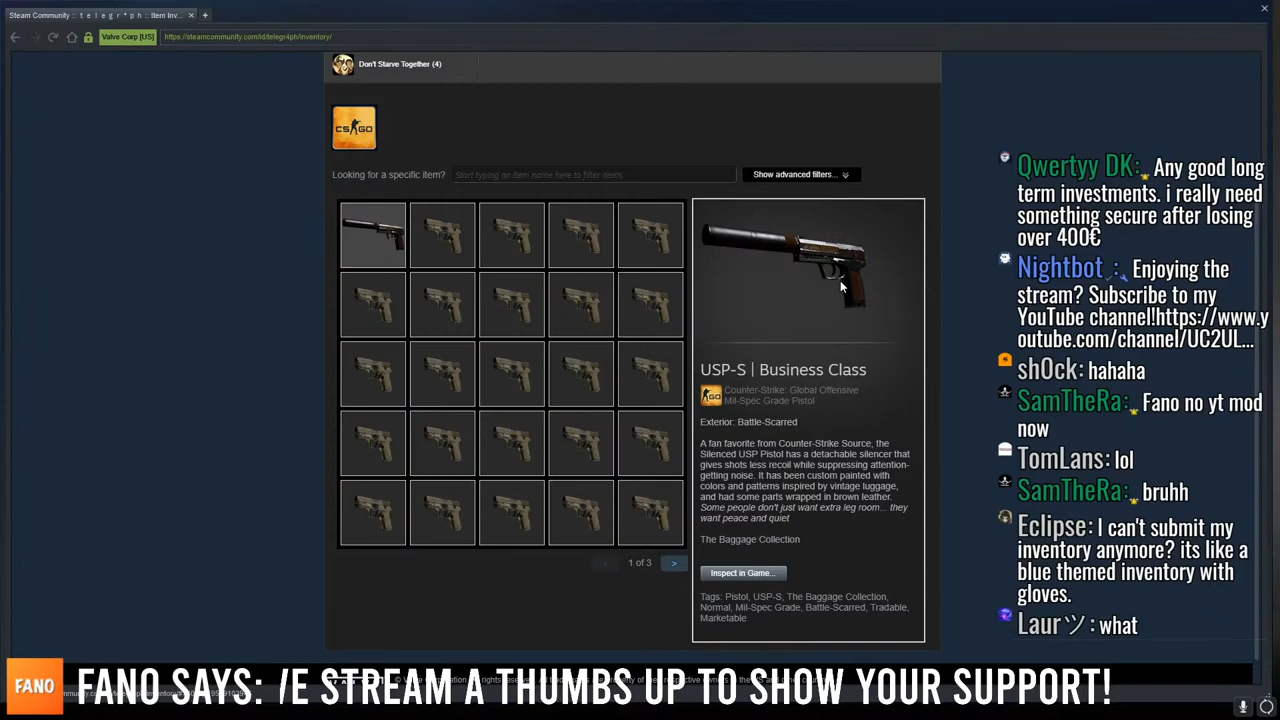 Steam Community :: t e l e g r * p h :: Item Inv...
Valve Corp [US]
https://steamcommunity.com/id/telegr4ph/inventory/
Don't Starve Together (4)
CS GO
Looking for a specific item?
Start typing an item name here to filter items
Show advanced filters...
1 of 3
USP-S | Business Class
Counter-Strike: Global Offensive
Mil-Spec Grade Pistol
Exterior: Battle-Scarred
A fan favorite from Counter-Strike Source, the
Silenced USP Pistol has a detachable silencer that
gives shots less recoil while suppressing attention-
getting noise. It has been custom painted with
colors and patterns inspired by vintage luggage,
and had some parts wrapped in brown leather.
Some people don't just want extra leg room... they
want peace and quiet
The Baggage Collection
Inspect in Game...
Tags: Pistol, USP-S, The Baggage Collection,
Normal, Mil-Spec Grade, Battle-Scarred, Tradable,
Marketable
Qwertyy DK: Any good long
term investments. i really need
something secure after losing
over 400€
Nightbot : Enjoying the
stream? Subscribe to my
YouTube channel!https://www.y
outube.com/channel/UC2UL...
sh0ck: hahaha
SamTheRa: Fano no yt mod
now
TomLans: lol
SamTheRa: bruhh
Eclipse: I can't submit my
inventory anymore? its like a
blue themed inventory with
gloves.
Laurツ: what
FANO
FANO SAYS: /E STREAM A THUMBS UP TO SHOW YOUR SUPPORT!